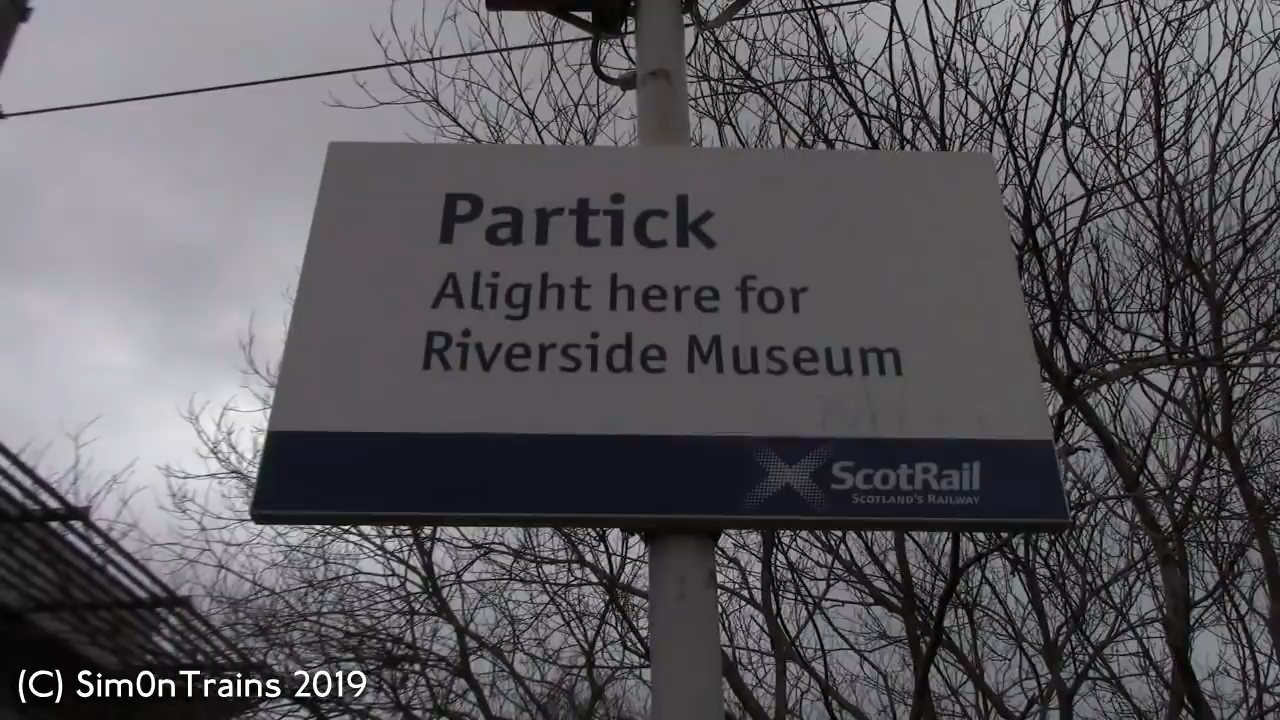 Partick
Alight here for
Riverside Museum
ScotRail
SCOTLAND'S RAILWAY
(C) Sim0nTrains 2019